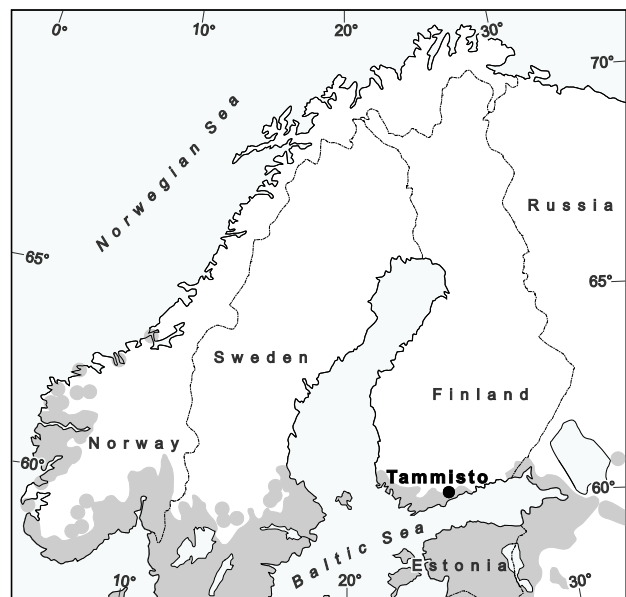 0° 10° 20° 30°
70°
Norwegian Sea
Russia
65°
65°
Sweden
Finland
Norway
60°
Tammisto
60°
Baltic Sea
Estonia
10° 20° 30°